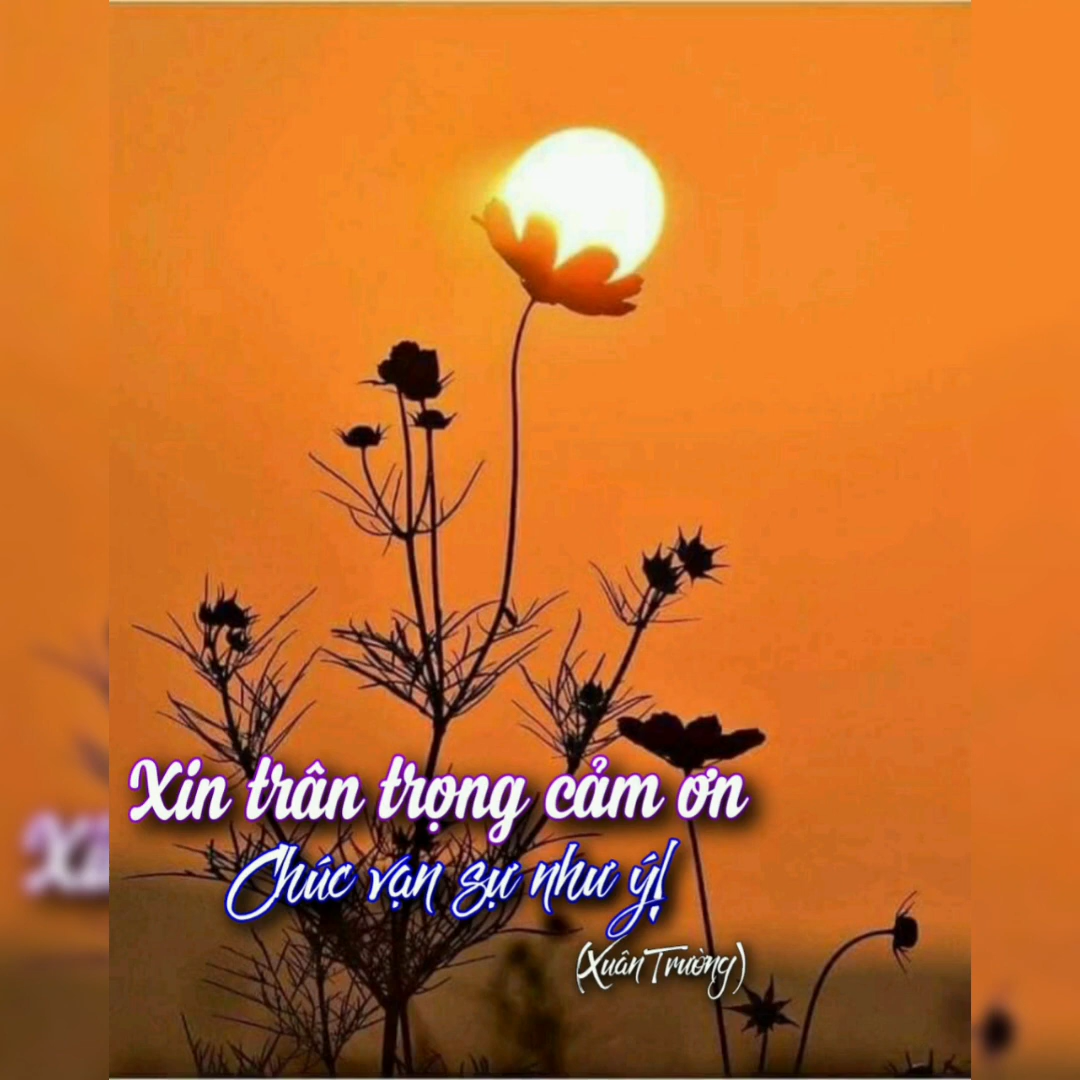 Xin trân trọng cảm ơn
Chúc vạn sự như ý!
(Xuân Trường)